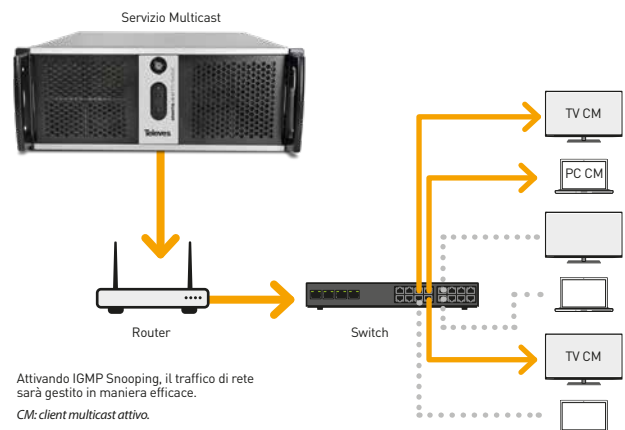 Servizio Multicast
Televes
TV CM
PC CM
Router
Switch
TV CM
Attivando IGMP Snooping, il traffico di rete
sarà gestito in maniera efficace.
CM: client multicast attivo.